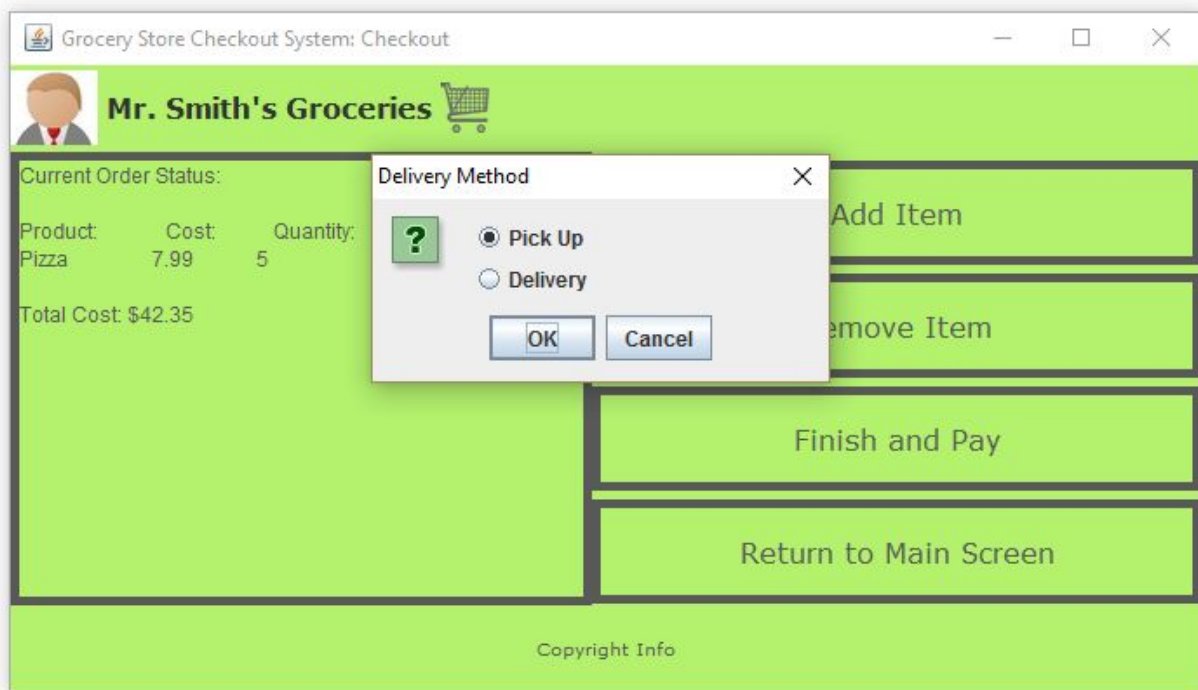 Grocery Store Checkout System: Checkout
Mr. Smith's Groceries
Current Order Status:
Product: Cost: Quantity:
Pizza 7.99 5
Total Cost: $42.35
Delivery Method
?
Pick Up
Delivery
OK Cancel
Add Item
emove Item
Finish and Pay
Return to Main Screen
Copyright Info